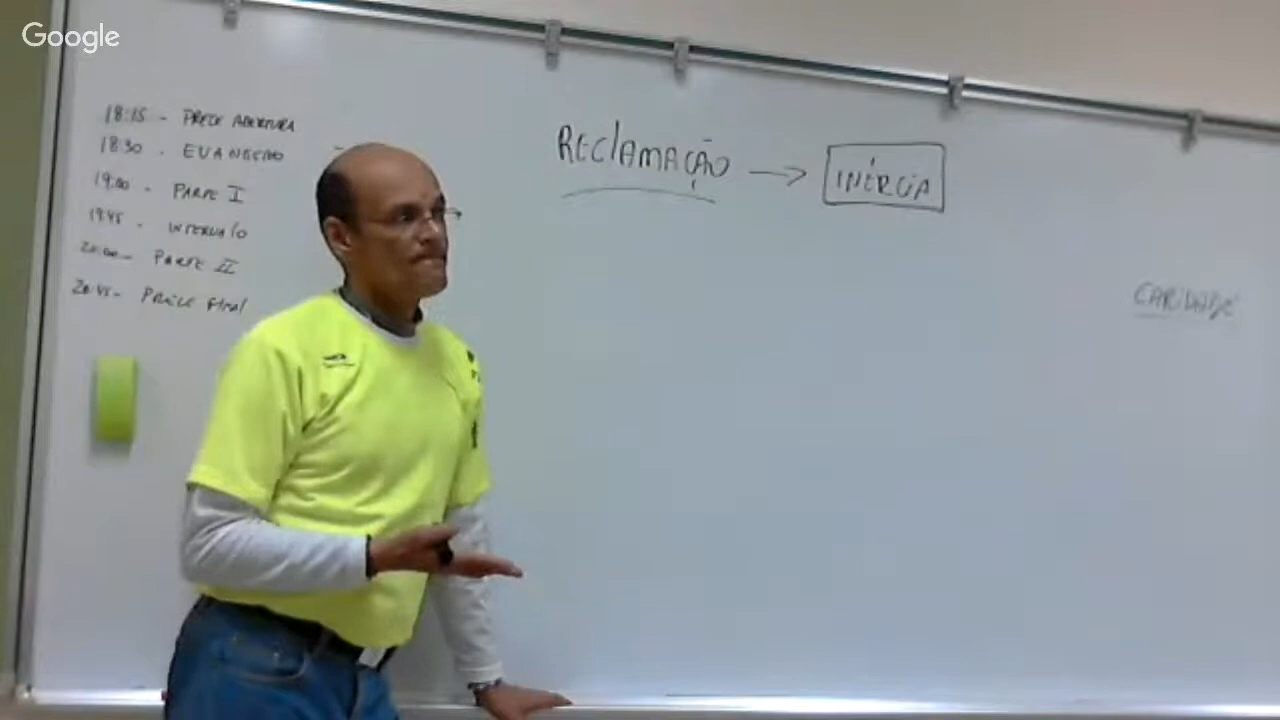 Google
18:15 - PRECE ABERTURA
18:30 - EVANGELHO
19:00 - PARTE I
19:45 - INTERVALO
20:00 - PARTE II
20:45 - PRECE FINAL
RECLAMAÇÃO → INÉRCIA
CARIDADE